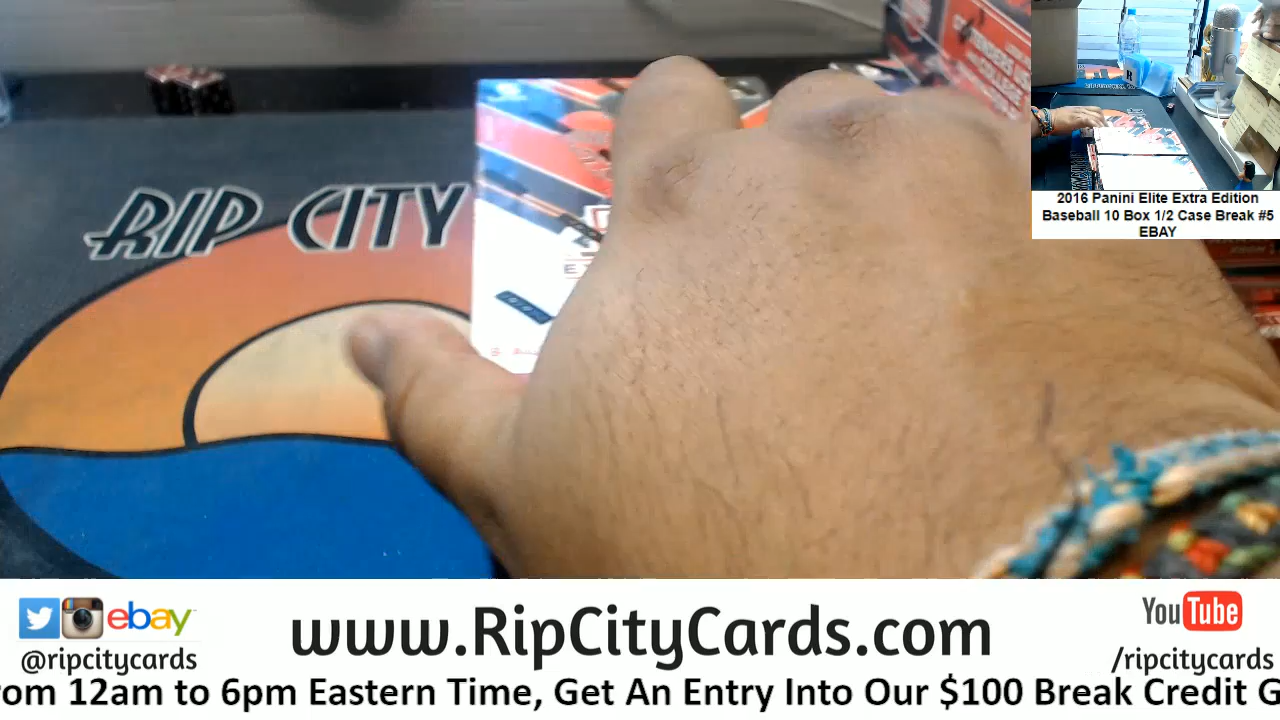 RIP CITY
2016 Panini Elite Extra Edition
Baseball 10 Box 1/2 Case Break #5
EBAY
ebay
@ripcitycards
www.RipCityCards.com
YouTube
/ripcitycards
rom 12am to 6pm Eastern Time, Get An Entry Into Our $100 Break Credit G